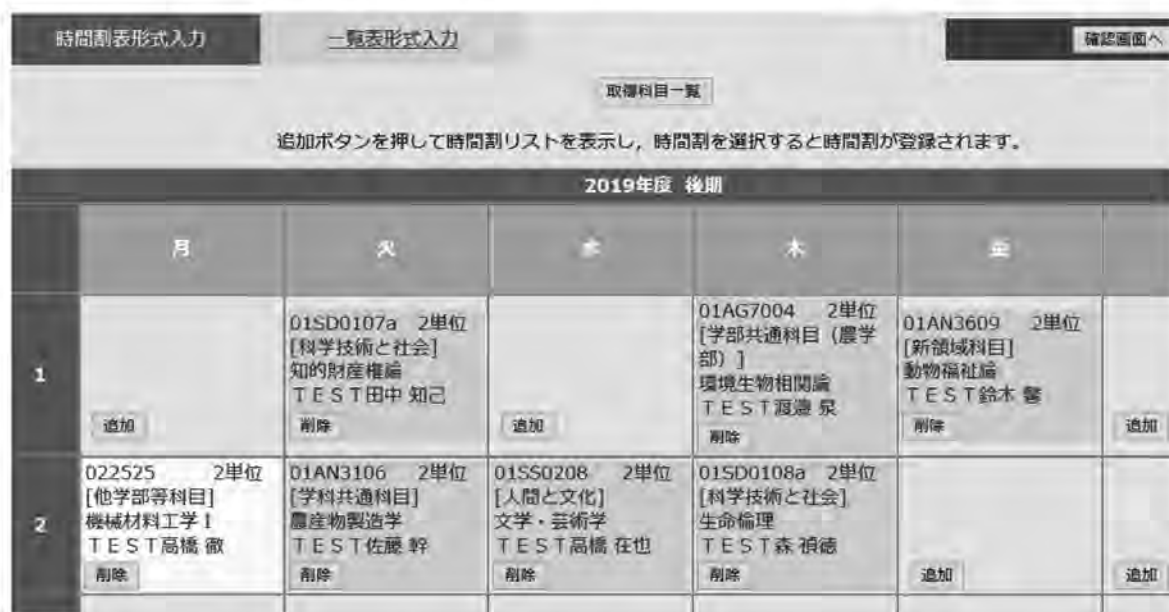 時間割表形式入力 一覧表形式入力 確認画面へ
取得科目一覧
追加ボタンを押して時間割リストを表示し，時間割を選択すると時間割が登録されます。
2019年度 後期
月 火 水 木 金
1
追加
01SD0107a 2単位
[科学技術と社会]
知的財産権論
ＴＥＳＴ田中 知己
削除
追加
01AG7004 2単位
[学部共通科目（農学
部）]
環境生物相関論
ＴＥＳＴ渡邉 泉
削除
01AN3609 2単位
[新領域科目]
動物福祉論
ＴＥＳＴ鈴木 馨
削除
追加
2
022525 2単位
[他学部等科目]
機械材料工学Ⅰ
ＴＥＳＴ高橋 徹
削除
01AN3106 2単位
[学科共通科目]
農産物製造学
ＴＥＳＴ佐藤 幹
削除
01SS0208 2単位
[人間と文化]
文学・芸術学
ＴＥＳＴ高橋 在也
削除
01SD0108a 2単位
[科学技術と社会]
生命倫理
ＴＥＳＴ森 禎徳
削除
追加
追加